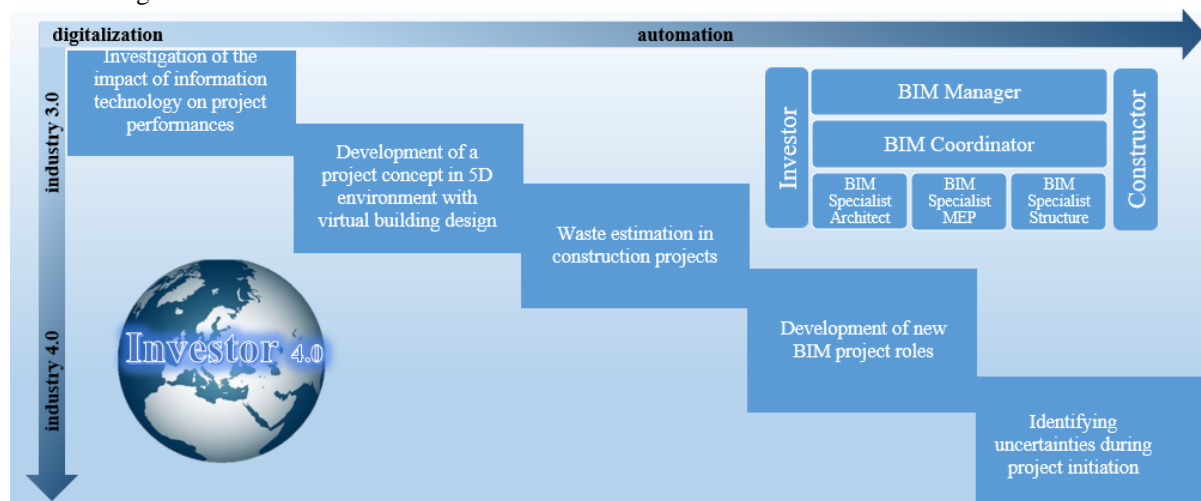 digitalization
automation
industry 3.0
industry 4.0
Investigation of the
impact of information
technology on project
performances
Development of a
project concept in 5D
environment with
virtual building design
Waste estimation in
construction projects
Development of new
BIM project roles
Identifying
uncertainties during
project initiation
Investor
BIM Manager
BIM Coordinator
BIM
Specialist
Architect
BIM
Specialist
MEP
BIM
Specialist
Structure
Constructor
Investor 4.0